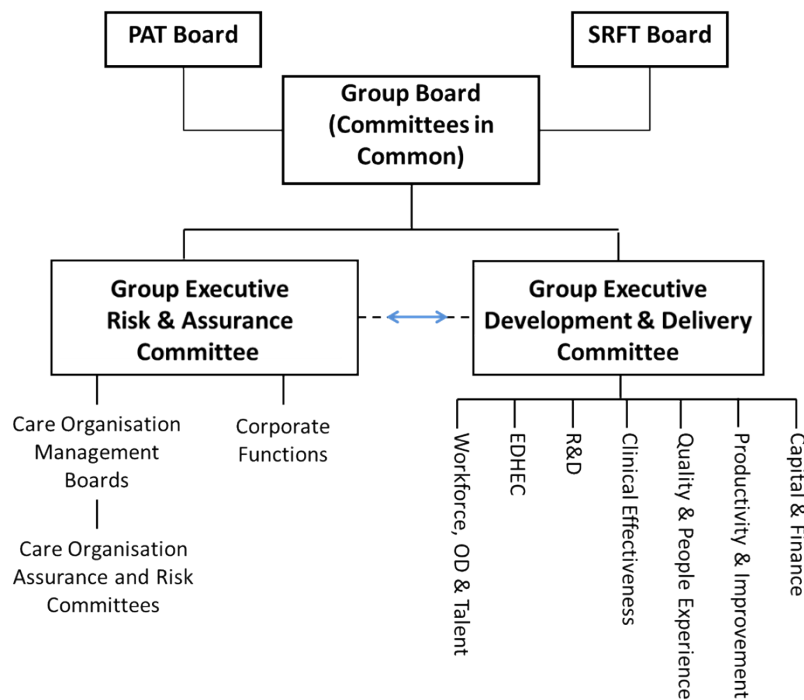 PAT Board
SRFT Board
Group Board
(Committees in
Common)
Group Executive
Risk & Assurance
Committee
Group Executive
Development & Delivery
Committee
Care Organisation
Management
Boards
Corporate
Functions
Care Organisation
Assurance and Risk
Committees
Workforce, OD & Talent
EDHEC
R&D
Clinical Effectiveness
Quality & People Experience
Productivity & Improvement
Capital & Finance